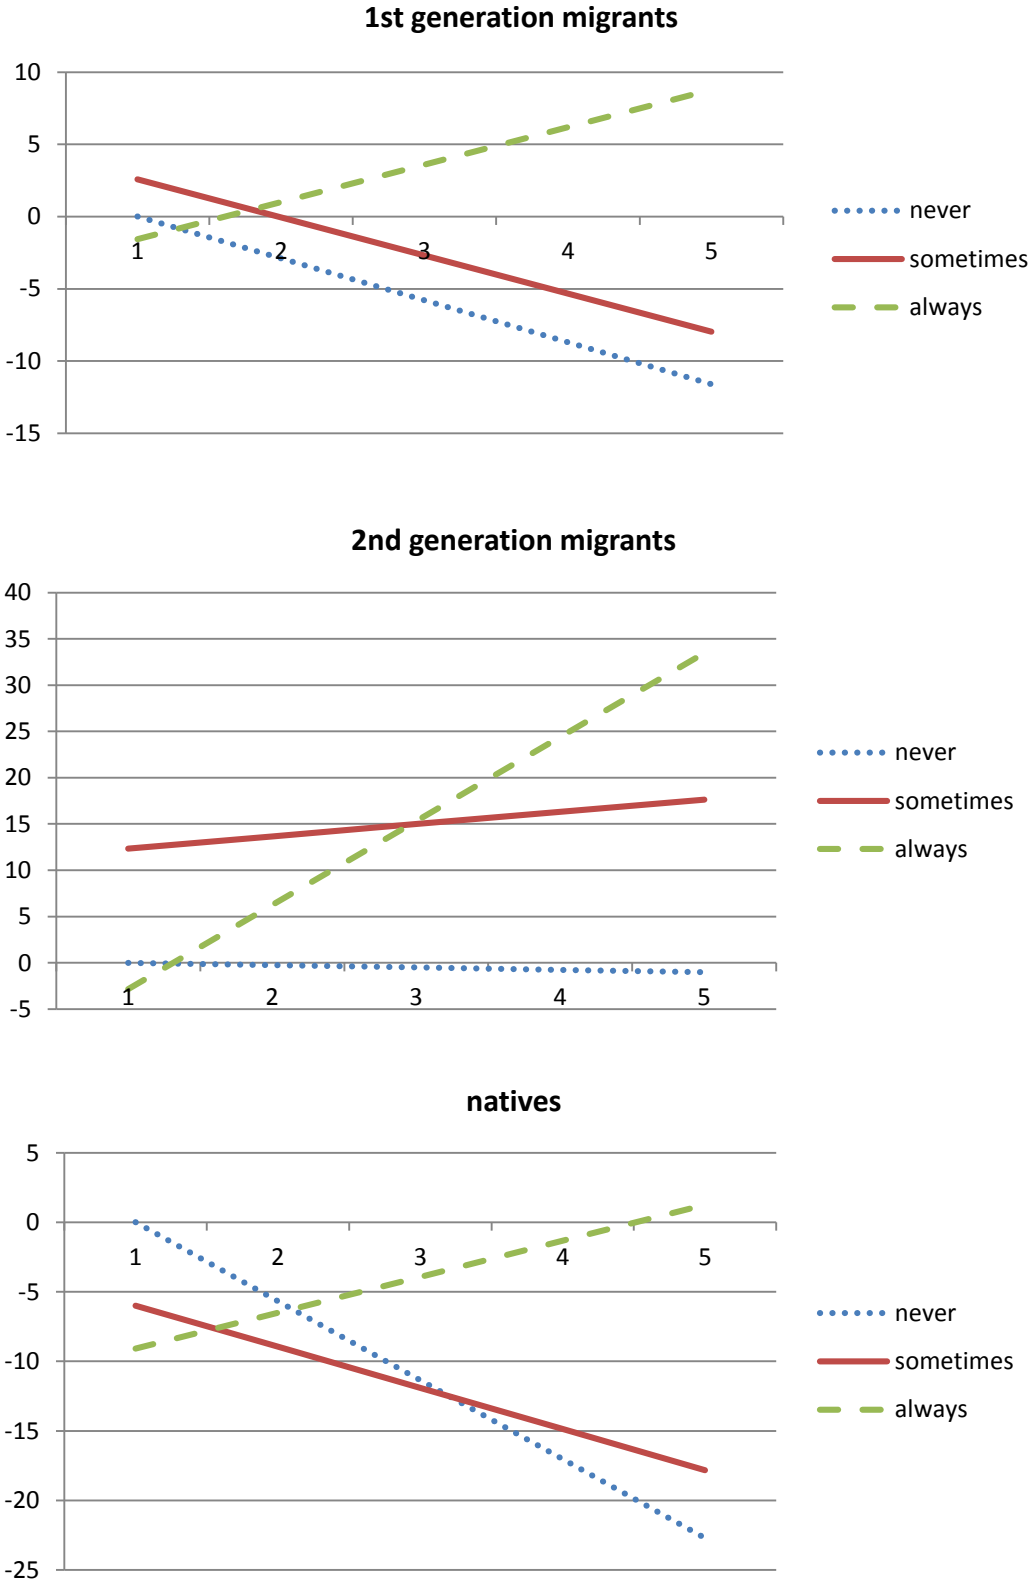 1st generation migrants
10
5
0
-5
-10
-15
1 2 3 4 5
never
sometimes
always
2nd generation migrants
40
35
30
25
20
15
10
5
0
-5
1 2 3 4 5
never
sometimes
always
natives
5
0
-5
-10
-15
-20
-25
1 2 3 4 5
never
sometimes
always